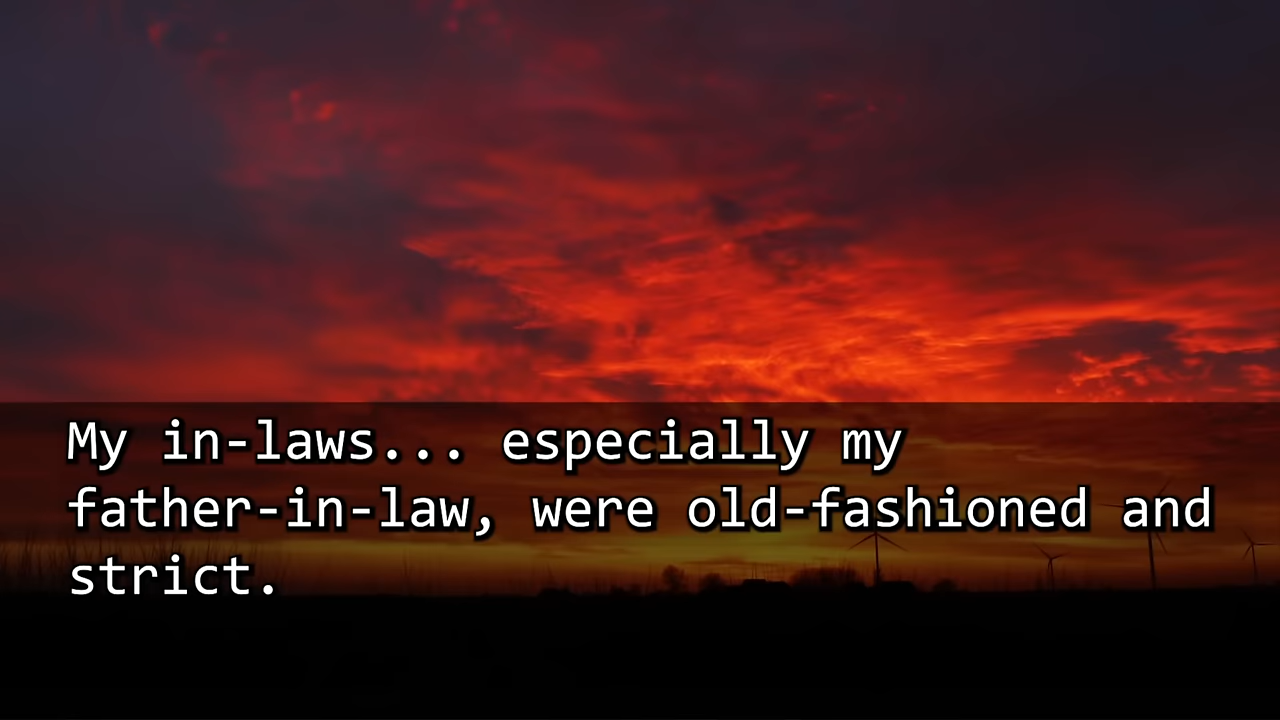 My in-laws... especially my
father-in-law, were old-fashioned and
strict.